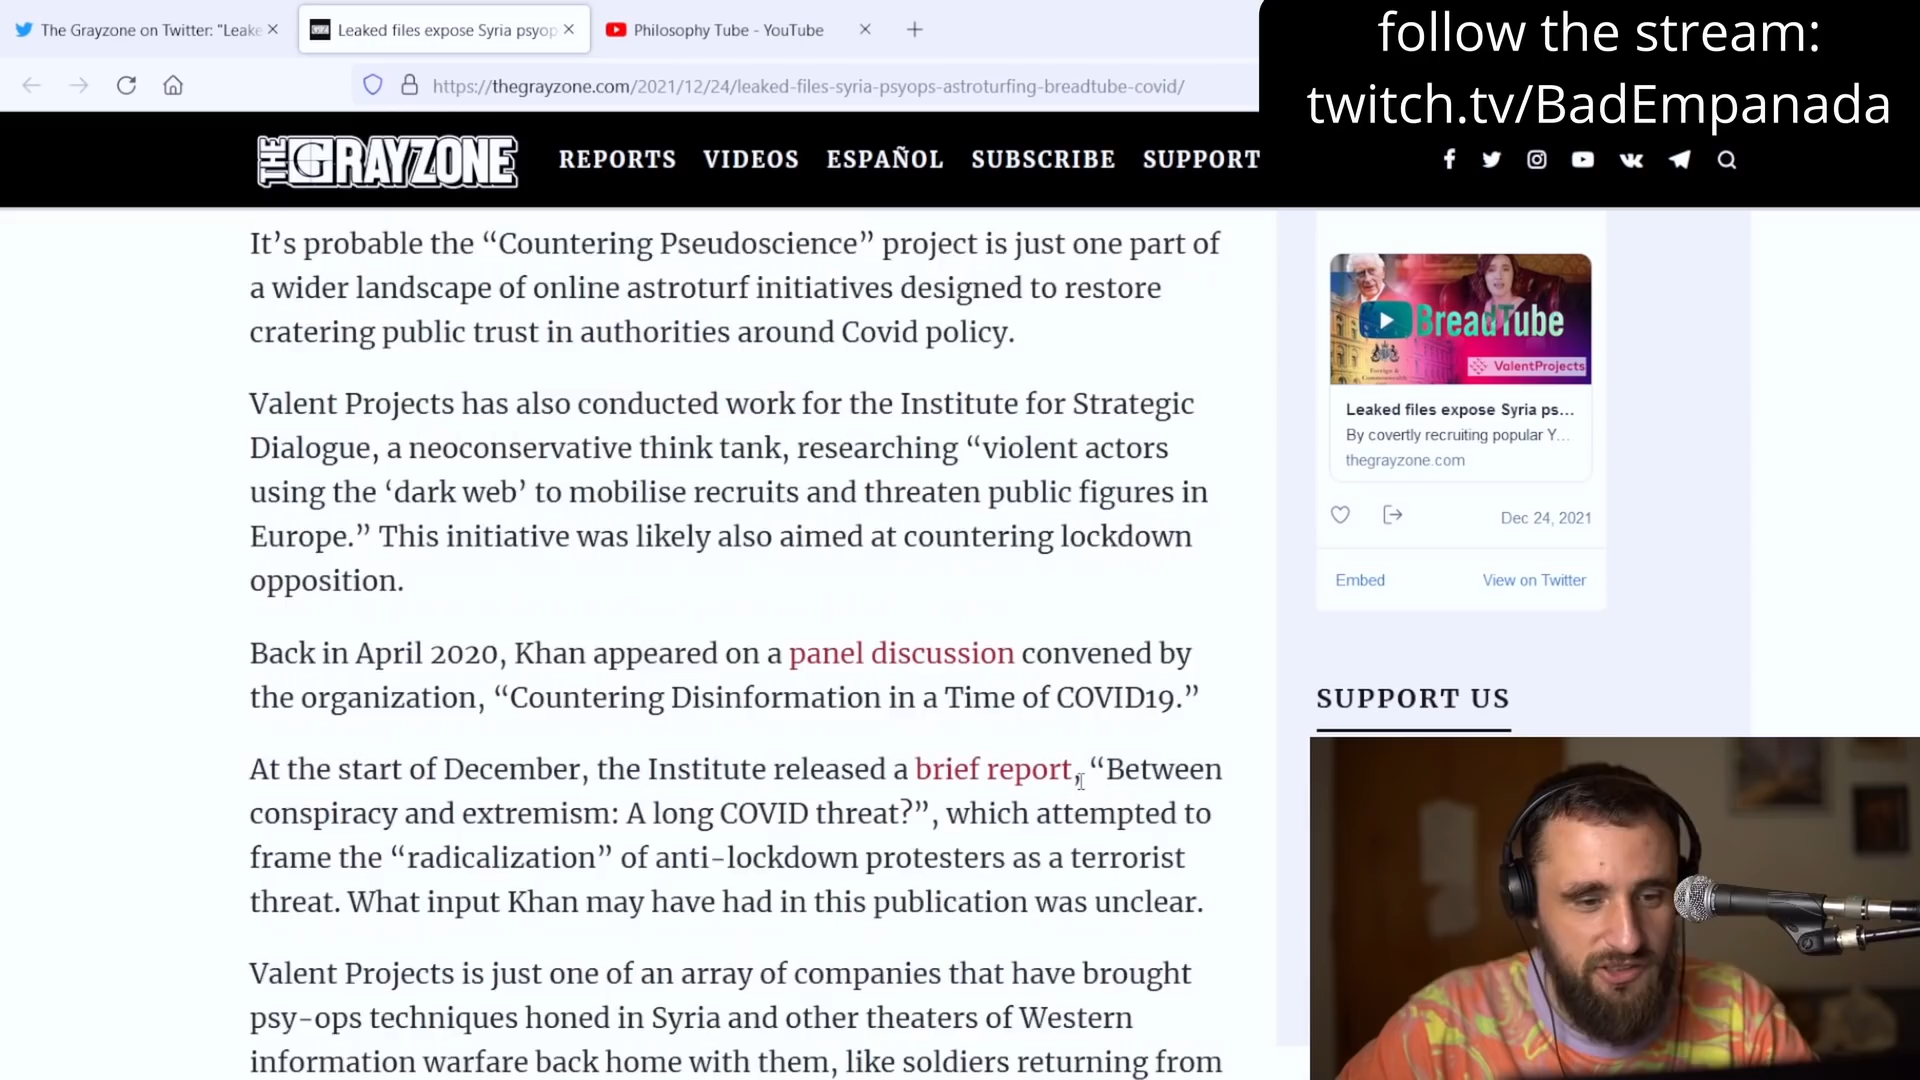 The Grayzone on Twitter: "Leake
Leaked files expose Syria psyop
Philosophy Tube - YouTube
follow the stream:
twitch.tv/BadEmpanada
https://thegrayzone.com/2021/12/24/leaked-files-syria-psyops-astroturfing-breadtube-covid/
THE GRAYZONE
REPORTS VIDEOS ESPAÑOL SUBSCRIBE SUPPORT
It’s probable the “Countering Pseudoscience” project is just one part of
a wider landscape of online astroturf initiatives designed to restore
cratering public trust in authorities around Covid policy.
Valent Projects has also conducted work for the Institute for Strategic
Dialogue, a neoconservative think tank, researching “violent actors
using the ‘dark web’ to mobilise recruits and threaten public figures in
Europe.” This initiative was likely also aimed at countering lockdown
opposition.
Back in April 2020, Khan appeared on a panel discussion convened by
the organization, “Countering Disinformation in a Time of COVID19.”
At the start of December, the Institute released a brief report, “Between
conspiracy and extremism: A long COVID threat?”, which attempted to
frame the “radicalization” of anti-lockdown protesters as a terrorist
threat. What input Khan may have had in this publication was unclear.
Valent Projects is just one of an array of companies that have brought
psy-ops techniques honed in Syria and other theaters of Western
information warfare back home with them, like soldiers returning from
BreadTube
Foreign &
Commonwealth
ValentProjects
Leaked files expose Syria ps...
By covertly recruiting popular Y...
thegrayzone.com
Dec 24, 2021
Embed
View on Twitter
SUPPORT US